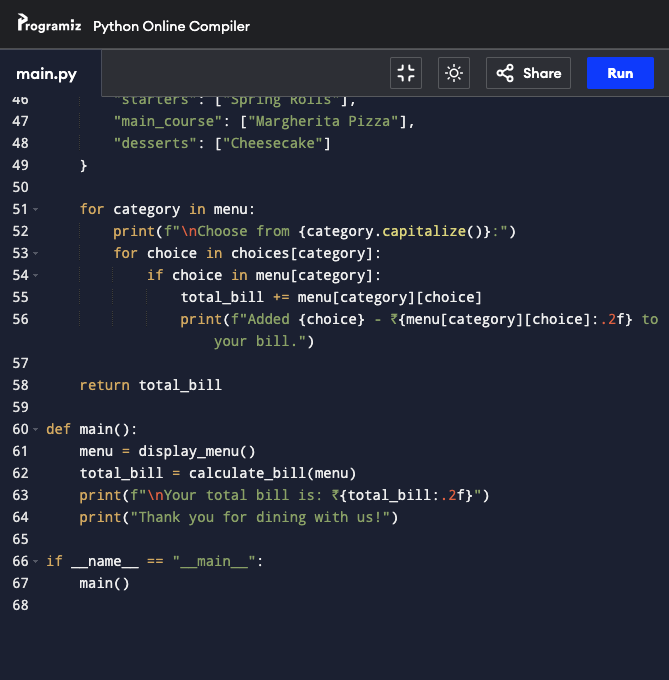 Programiz Python Online Compiler
main.py Share Run
46 "starters": ["Spring Rolls"],
47 "main_course": ["Margherita Pizza"],
48 "desserts": ["Cheesecake"]
49 }
50
51 for category in menu:
52 print(f"\nChoose from {category.capitalize()}:")
53 for choice in choices[category]:
54 if choice in menu[category]:
55 total_bill += menu[category][choice]
56 print(f"Added {choice} - ₹{menu[category][choice]:.2f} to
your bill.")
57
58 return total_bill
59
60 def main():
61 menu = display_menu()
62 total_bill = calculate_bill(menu)
63 print(f"\nYour total bill is: ₹{total_bill:.2f}")
64 print("Thank you for dining with us!")
65
66 if __name__ == "__main__":
67 main()
68